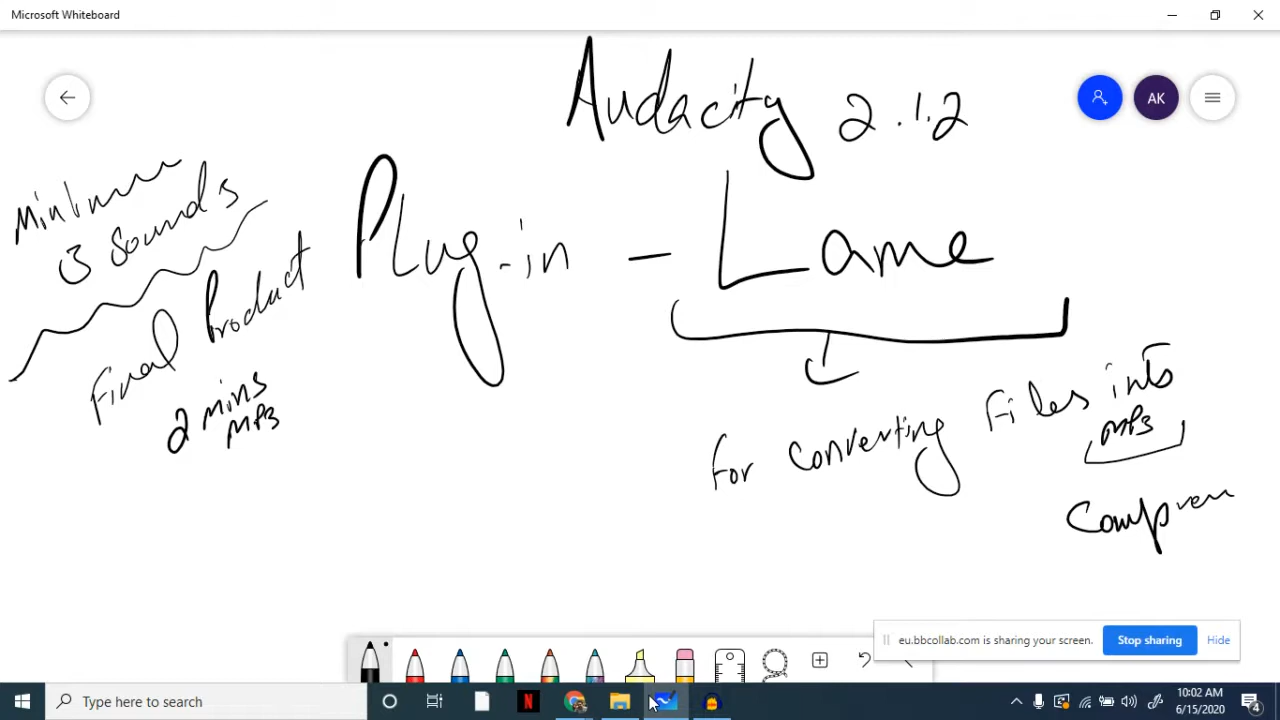 Microsoft Whiteboard
Audacity 2.1.2
AK
Minimum
3 Sounds
Plug-in - Lame
Final Product
2 mins
MP3
For converting Files into
MP3
eu.bbcollab.com is sharing your screen.
Stop sharing
Hide
Type here to search
10:02 AM
6/15/2020
4